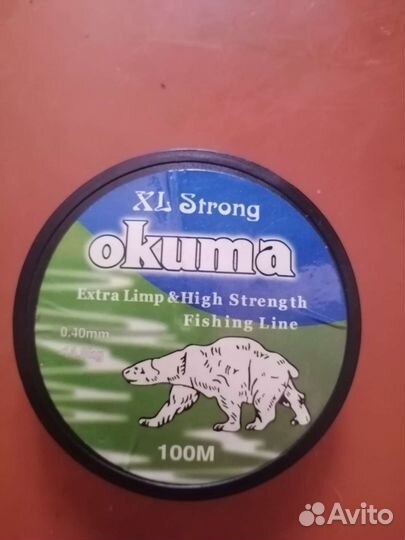 XL Strong
okuma
Extra Limp & High Strength
Fishing Line
0.40mm
100M
Avito